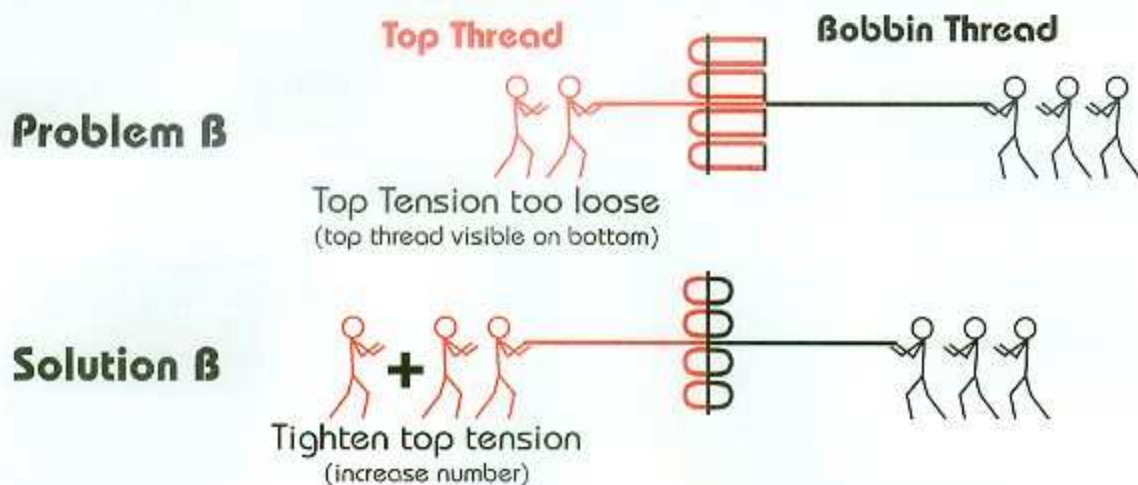 Top Thread
Bobbin Thread
Problem B
Top Tension too loose
(top thread visible on bottom)
Solution B
+
Tighten top tension
(increase number)